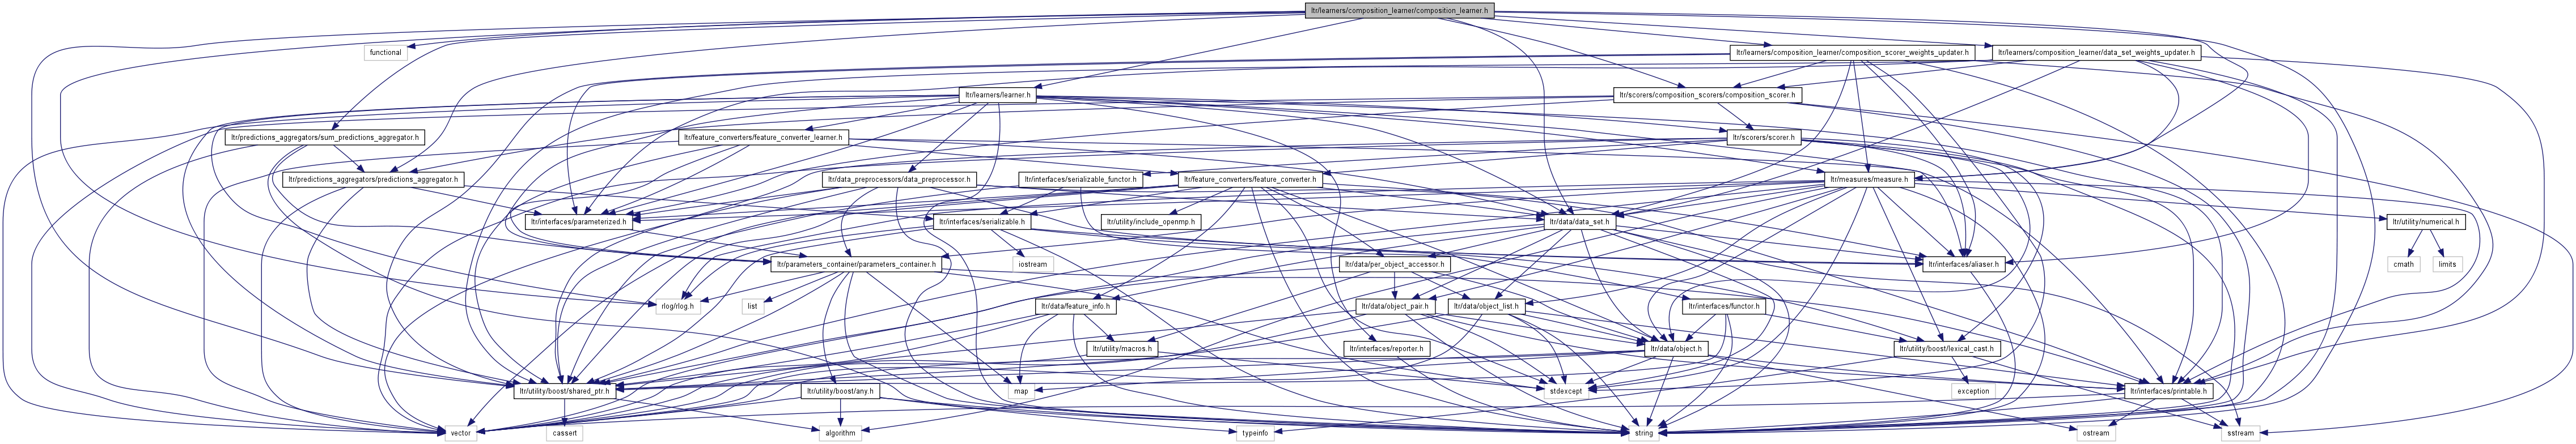 ltr/learners/composition_learner/composition_learner.h
functional
ltr/learners/composition_learner/composition_scorer_weights_updater.h
ltr/learners/composition_learner/data_set_weights_updater.h
ltr/learners/learner.h
ltr/scorers/composition_scorers/composition_scorer.h
ltr/predictions_aggregators/sum_predictions_aggregator.h
ltr/feature_converters/feature_converter_learner.h
ltr/scorers/scorer.h
ltr/predictions_aggregators/predictions_aggregator.h
ltr/data_preprocessors/data_preprocessor.h
ltr/interfaces/serializable_functor.h
ltr/feature_converters/feature_converter.h
ltr/measures/measure.h
ltr/interfaces/parameterized.h
ltr/interfaces/serializable.h
ltr/utility/include_openmp.h
ltr/data/data_set.h
ltr/utility/numerical.h
ltr/parameters_container/parameters_container.h
iostream
ltr/data/per_object_accessor.h
ltr/interfaces/aliaser.h
cmath
limits
rlog/rlog.h
list
ltr/data/feature_info.h
ltr/data/object_pair.h
ltr/data/object_list.h
ltr/interfaces/functor.h
ltr/utility/macros.h
ltr/interfaces/reporter.h
ltr/data/object.h
ltr/utility/boost/lexical_cast.h
ltr/utility/boost/shared_ptr.h
ltr/utility/boost/any.h
map
stdexcept
exception
ltr/interfaces/printable.h
vector
cassert
algorithm
typeinfo
string
ostream
sstream